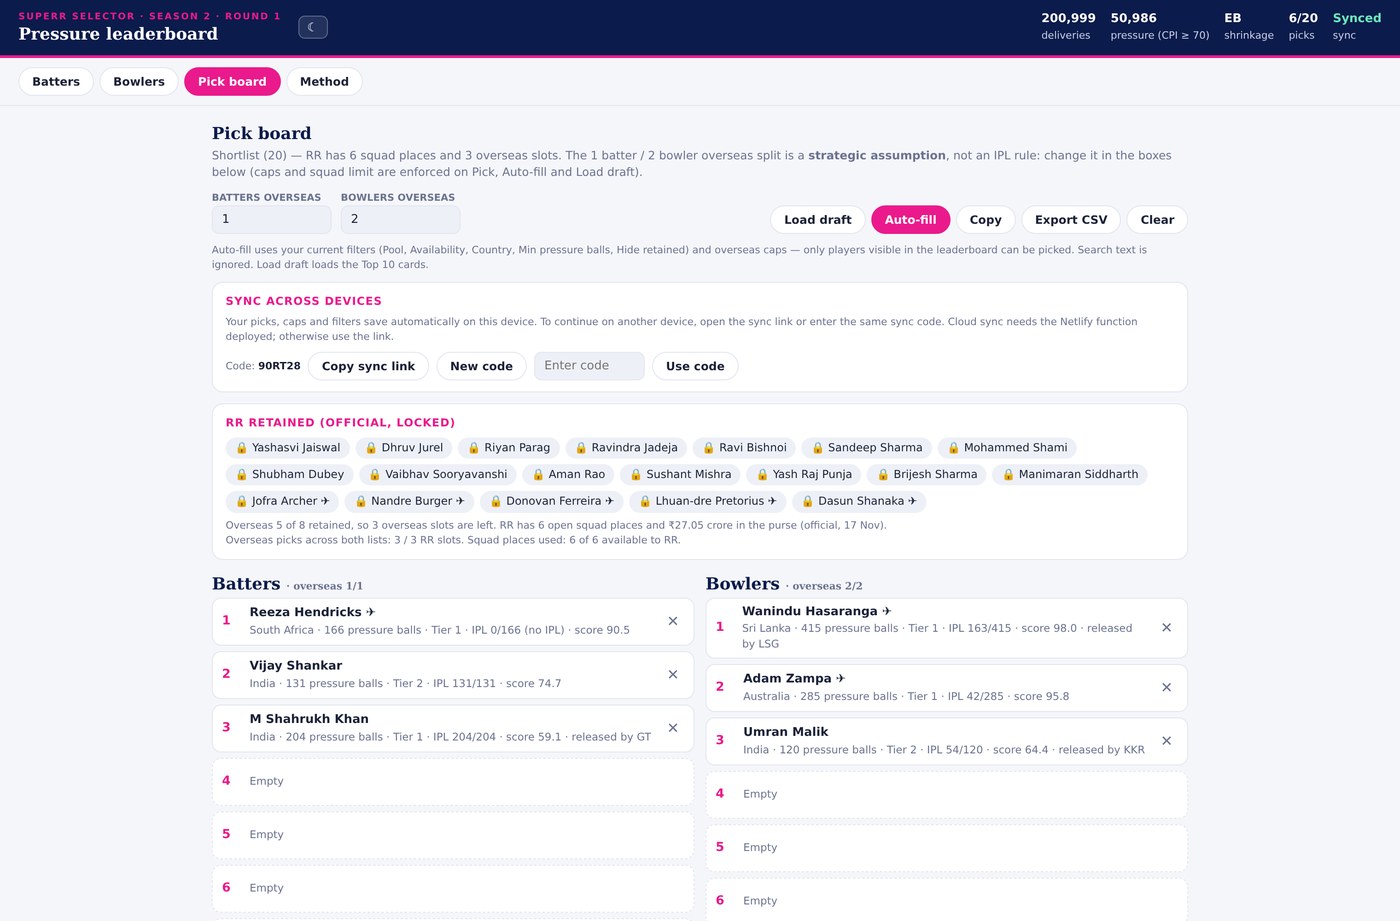 SUPERR SELECTOR · SEASON 2 · ROUND 1
Pressure leaderboard
☾
200,999
deliveries
50,986
pressure (CPI ≥ 70)
EB
shrinkage
6/20
picks
Synced
sync
Batters
Bowlers
Pick board
Method
Pick board
Shortlist (20) — RR has 6 squad places and 3 overseas slots. The 1 batter / 2 bowler overseas split is a strategic assumption, not an IPL rule: change it in the boxes
below (caps and squad limit are enforced on Pick, Auto-fill and Load draft).
BATTERS OVERSEAS
1
BOWLERS OVERSEAS
2
Load draft
Auto-fill
Copy
Export CSV
Clear
Auto-fill uses your current filters (Pool, Availability, Country, Min pressure balls, Hide retained) and overseas caps — only players visible in the leaderboard can be picked. Search text is
ignored. Load draft loads the Top 10 cards.
SYNC ACROSS DEVICES
Your picks, caps and filters save automatically on this device. To continue on another device, open the sync link or enter the same sync code. Cloud sync needs the Netlify function
deployed; otherwise use the link.
Code: 90RT28
Copy sync link
New code
Enter code
Use code
RR RETAINED (OFFICIAL, LOCKED)
🔒 Yashasvi Jaiswal
🔒 Dhruv Jurel
🔒 Riyan Parag
🔒 Ravindra Jadeja
🔒 Ravi Bishnoi
🔒 Sandeep Sharma
🔒 Mohammed Shami
🔒 Shubham Dubey
🔒 Vaibhav Sooryavanshi
🔒 Aman Rao
🔒 Sushant Mishra
🔒 Yash Raj Punja
🔒 Brijesh Sharma
🔒 Manimaran Siddharth
🔒 Jofra Archer ✈
🔒 Nandre Burger ✈
🔒 Donovan Ferreira ✈
🔒 Lhuan-dre Pretorius ✈
🔒 Dasun Shanaka ✈
Overseas 5 of 8 retained, so 3 overseas slots are left. RR has 6 open squad places and ₹27.05 crore in the purse (official, 17 Nov).
Overseas picks across both lists: 3 / 3 RR slots. Squad places used: 6 of 6 available to RR.
Batters · overseas 1/1
1
Reeza Hendricks ✈
South Africa · 166 pressure balls · Tier 1 · IPL 0/166 (no IPL) · score 90.5
✕
2
Vijay Shankar
India · 131 pressure balls · Tier 2 · IPL 131/131 · score 74.7
✕
3
M Shahrukh Khan
India · 204 pressure balls · Tier 1 · IPL 204/204 · score 59.1 · released by GT
✕
4
Empty
5
Empty
6
Empty
Bowlers · overseas 2/2
1
Wanindu Hasaranga ✈
Sri Lanka · 415 pressure balls · Tier 1 · IPL 163/415 · score 98.0 · released
by LSG
✕
2
Adam Zampa ✈
Australia · 285 pressure balls · Tier 1 · IPL 42/285 · score 95.8
✕
3
Umran Malik
India · 120 pressure balls · Tier 2 · IPL 54/120 · score 64.4 · released by KKR
✕
4
Empty
5
Empty
6
Empty